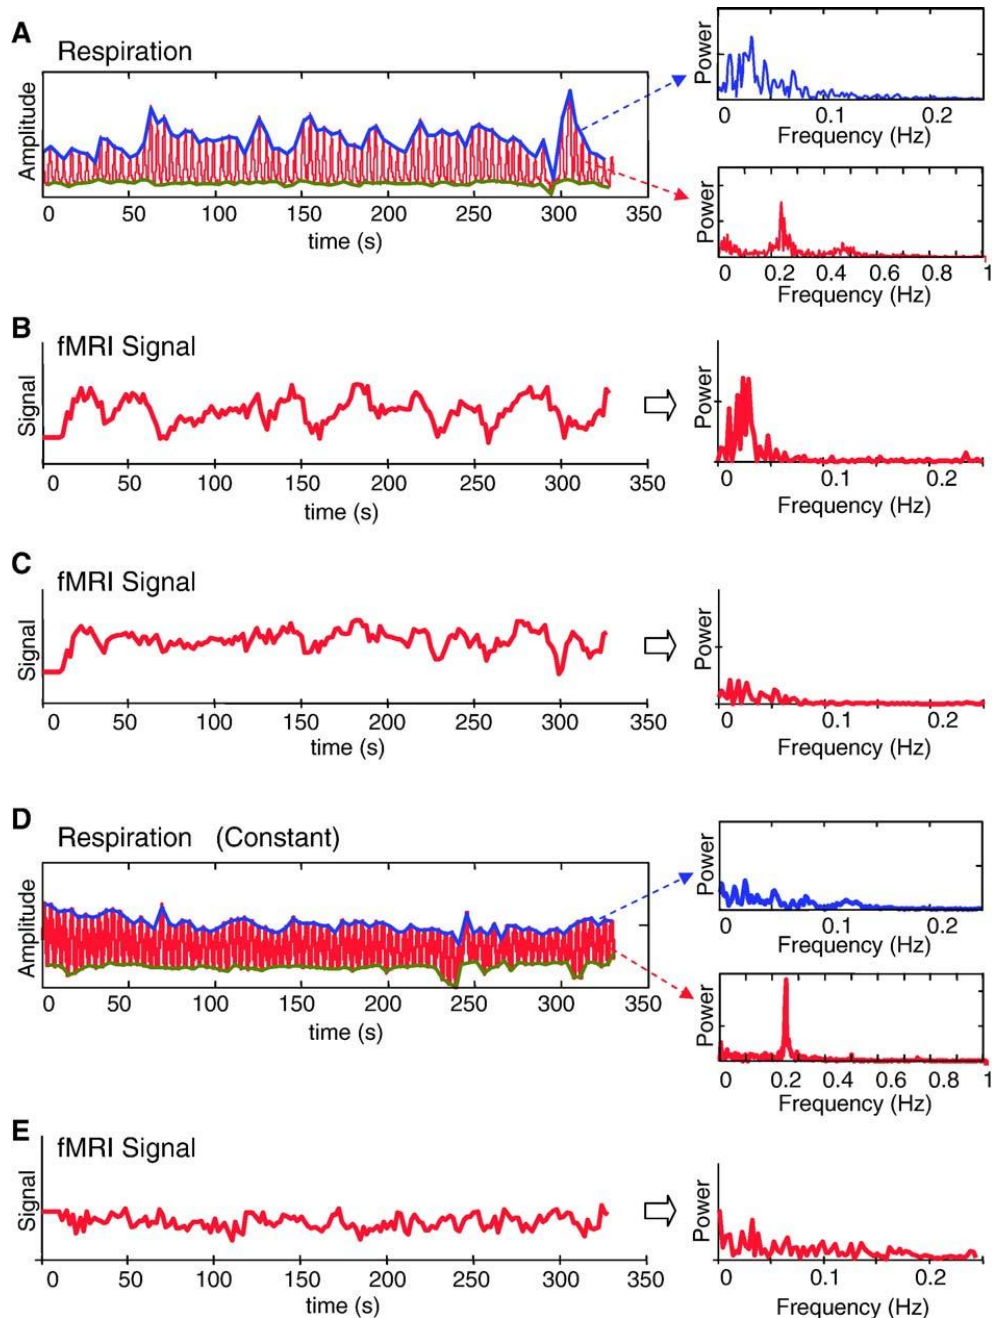 A
Respiration
Amplitude
0 50 100 150 200 250 300 350
time (s)
Power
0 0.1 0.2
Frequency (Hz)
Power
0 0.2 0.4 0.6 0.8 1
Frequency (Hz)
B
fMRI Signal
Signal
0 50 100 150 200 250 300 350
time (s)
Power
0 0.1 0.2
Frequency (Hz)
C
fMRI Signal
Signal
0 50 100 150 200 250 300 350
time (s)
Power
0 0.1 0.2
Frequency (Hz)
D
Respiration (Constant)
Amplitude
0 50 100 150 200 250 300 350
time (s)
Power
0 0.1 0.2
Frequency (Hz)
Power
0 0.2 0.4 0.6 0.8 1
Frequency (Hz)
E
fMRI Signal
Signal
0 50 100 150 200 250 300 350
time (s)
Power
0 0.1 0.2
Frequency (Hz)